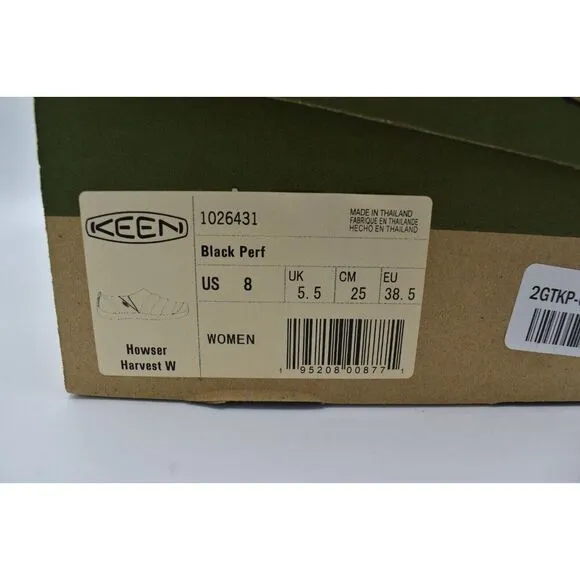 KEEN
1026431
MADE IN THAILAND
FABRIQUE EN THAILANDE
HECHO EN THAILAND
Black Perf
US 8
UK 5.5
CM 25
EU 38.5
Howser
Harvest W
WOMEN
1 95208 00877 1
2GTKP-